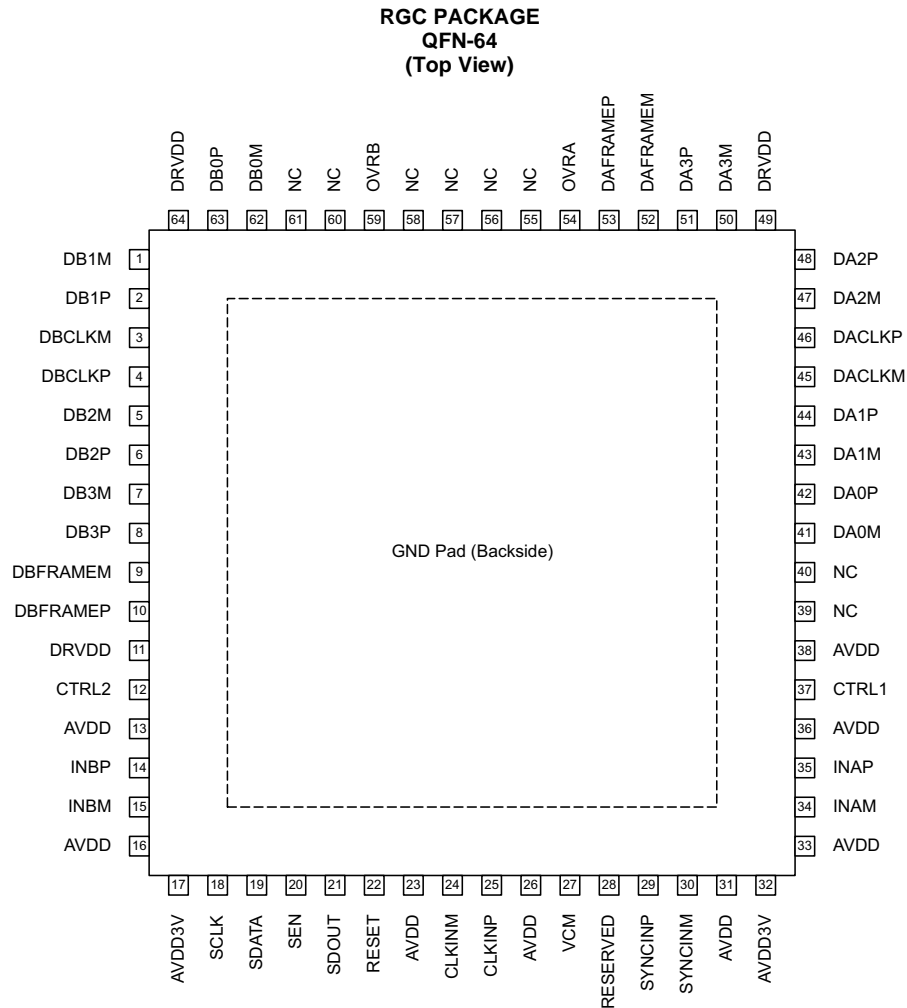 RGC PACKAGE
QFN-64
(Top View)
DRVDD
DB0P
DB0M
NC
NC
OVRB
NC
NC
NC
NC
OVRA
DAFRAMEP
DAFRAMEM
DA3P
DA3M
DRVDD
64 63 62 61 60 59 58 57 56 55 54 53 52 51 50 49
DB1M 1 48 DA2P
DB1P 2 47 DA2M
DBCLKM 3 46 DACLKP
DBCLKP 4 45 DACLKM
DB2M 5 44 DA1P
DB2P 6 43 DA1M
DB3M 7 42 DA0P
DB3P 8 41 DA0M
GND Pad (Backside)
DBFRAMEM 9 40 NC
DBFRAMEP 10 39 NC
DRVDD 11 38 AVDD
CTRL2 12 37 CTRL1
AVDD 13 36 AVDD
INBP 14 35 INAP
INBM 15 34 INAM
AVDD 16 33 AVDD
17 18 19 20 21 22 23 24 25 26 27 28 29 30 31 32
AVDD3V
SCLK
SDATA
SEN
SDOUT
RESET
AVDD
CLKINM
CLKINP
AVDD
VCM
RESERVED
SYNCINP
SYNCINM
AVDD
AVDD3V